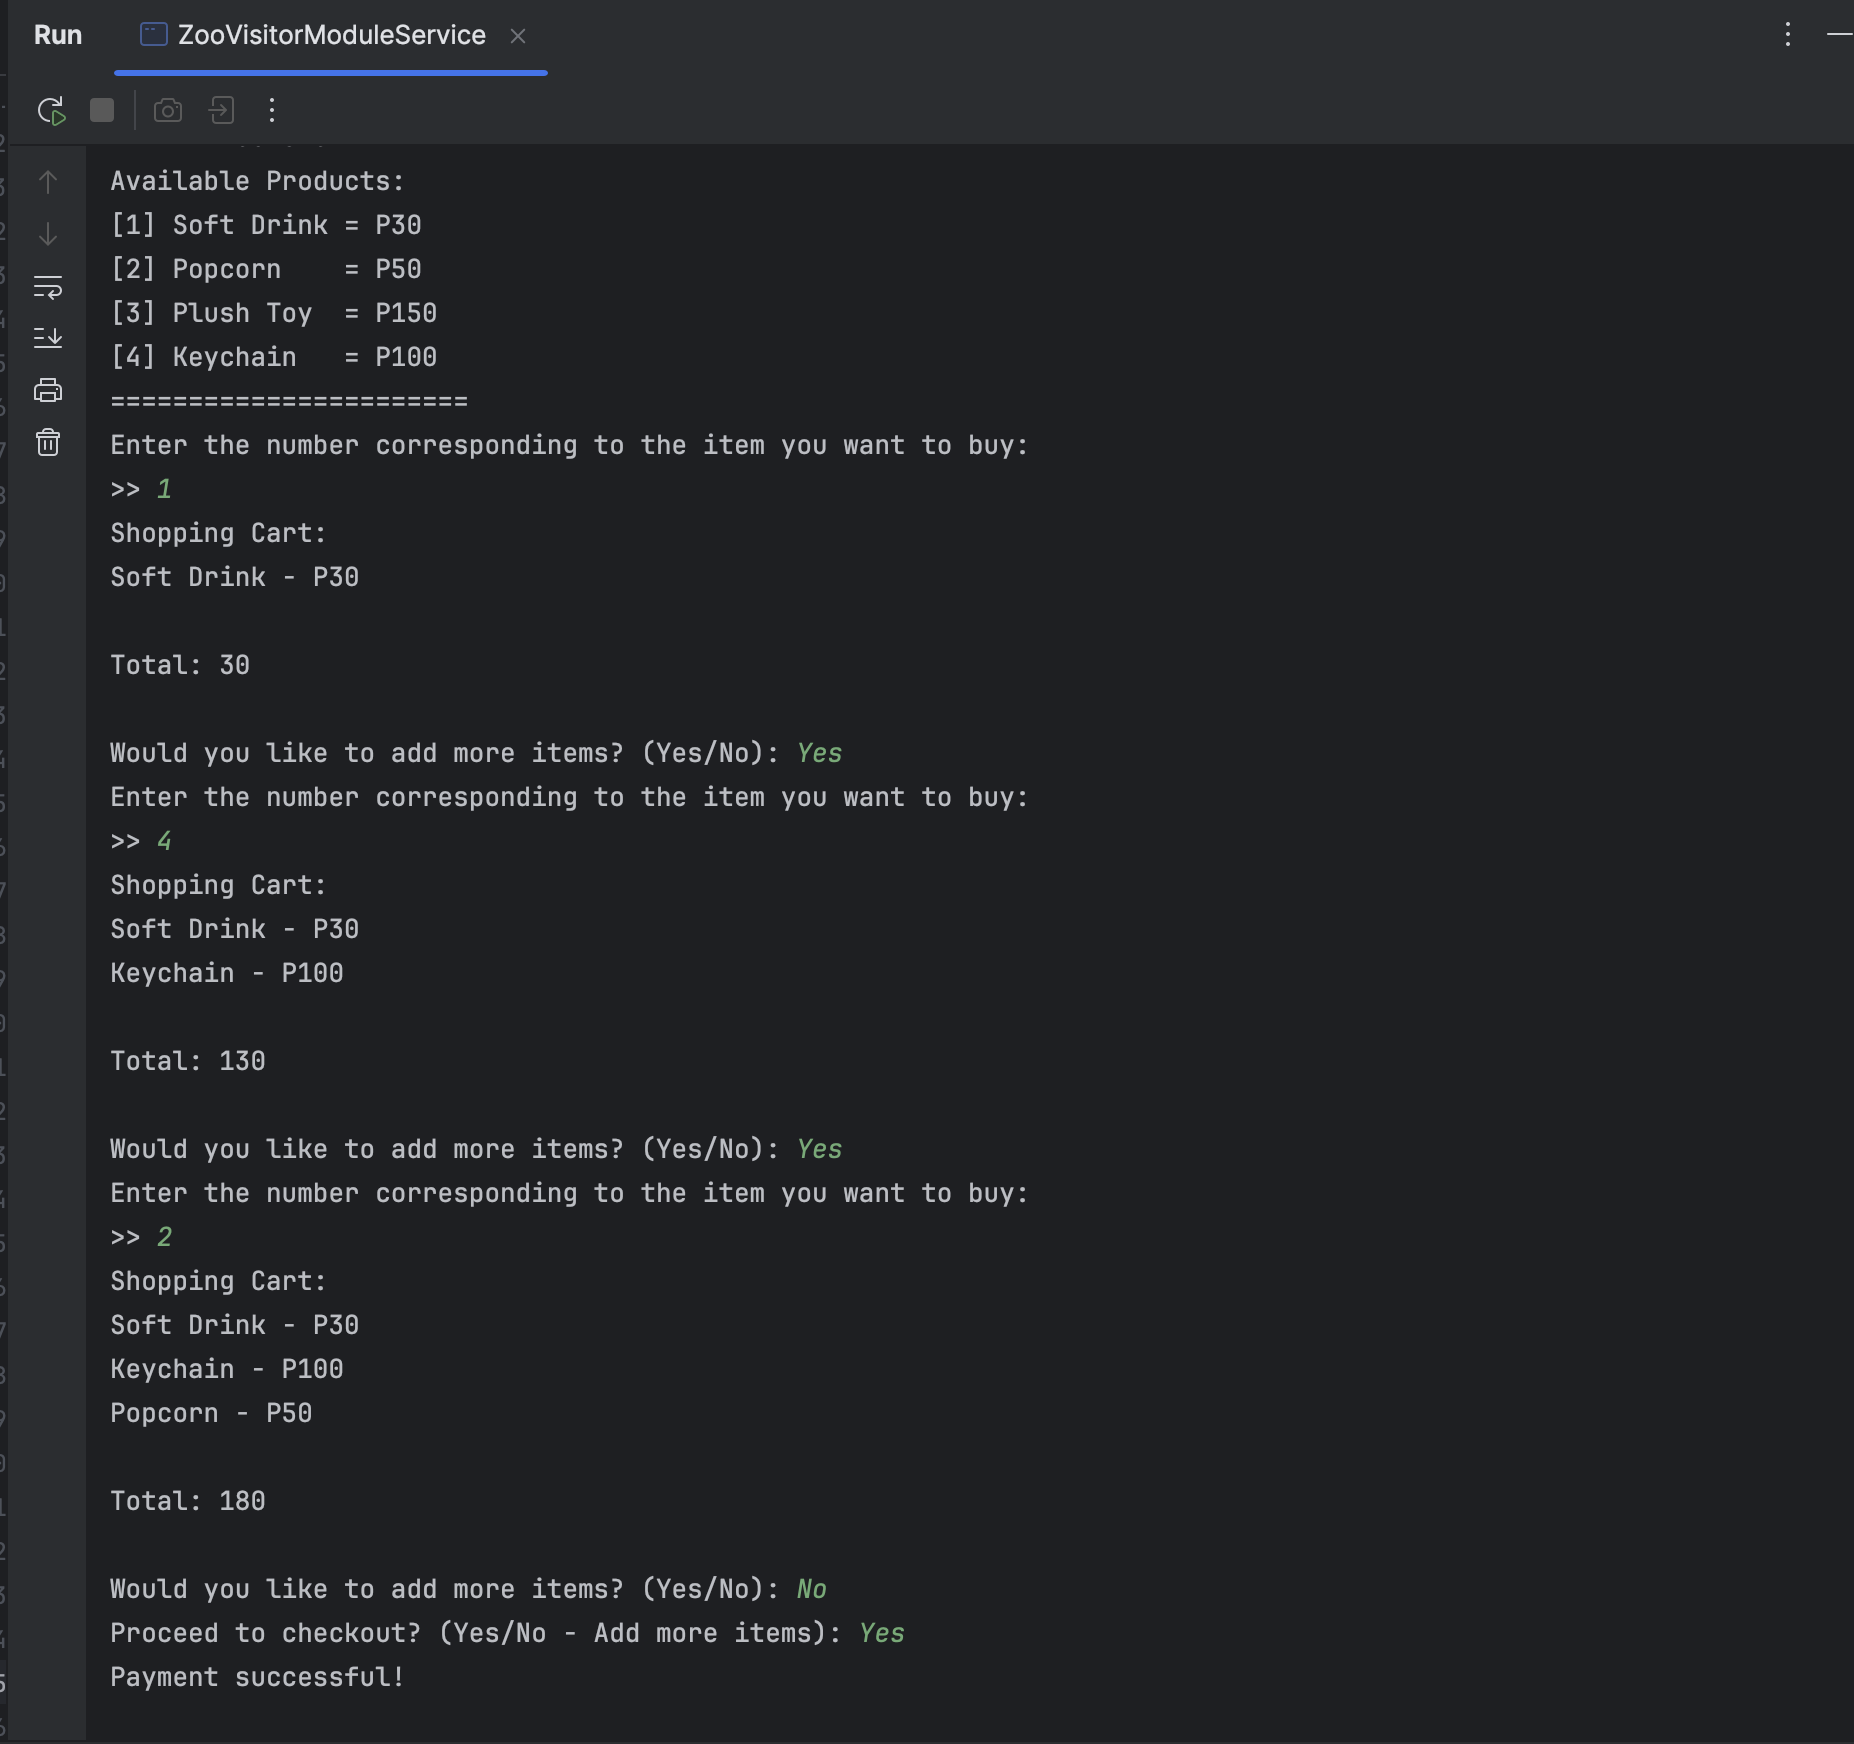 Run ZooVisitorModuleService
Available Products:
[1] Soft Drink = P30
[2] Popcorn    = P50
[3] Plush Toy  = P150
[4] Keychain   = P100
=======================
Enter the number corresponding to the item you want to buy:
>> 1
Shopping Cart:
Soft Drink - P30
Total: 30
Would you like to add more items? (Yes/No): Yes
Enter the number corresponding to the item you want to buy:
>> 4
Shopping Cart:
Soft Drink - P30
Keychain - P100
Total: 130
Would you like to add more items? (Yes/No): Yes
Enter the number corresponding to the item you want to buy:
>> 2
Shopping Cart:
Soft Drink - P30
Keychain - P100
Popcorn - P50
Total: 180
Would you like to add more items? (Yes/No): No
Proceed to checkout? (Yes/No - Add more items): Yes
Payment successful!